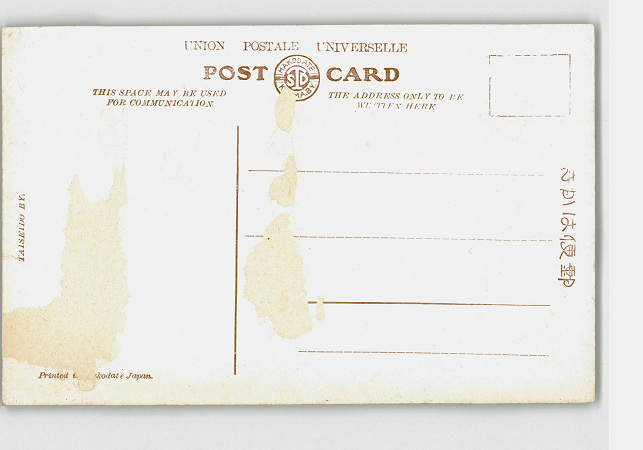 UNION POSTALE UNIVERSELLE
POST CARD
HAKODATE
THIS SPACE MAY BE USED
FOR COMMUNICATION
THE ADDRESS ONLY TO BE
WRITTEN HERE
きかは便郵
TAISEIDO BY.
Printed kodate Japan.